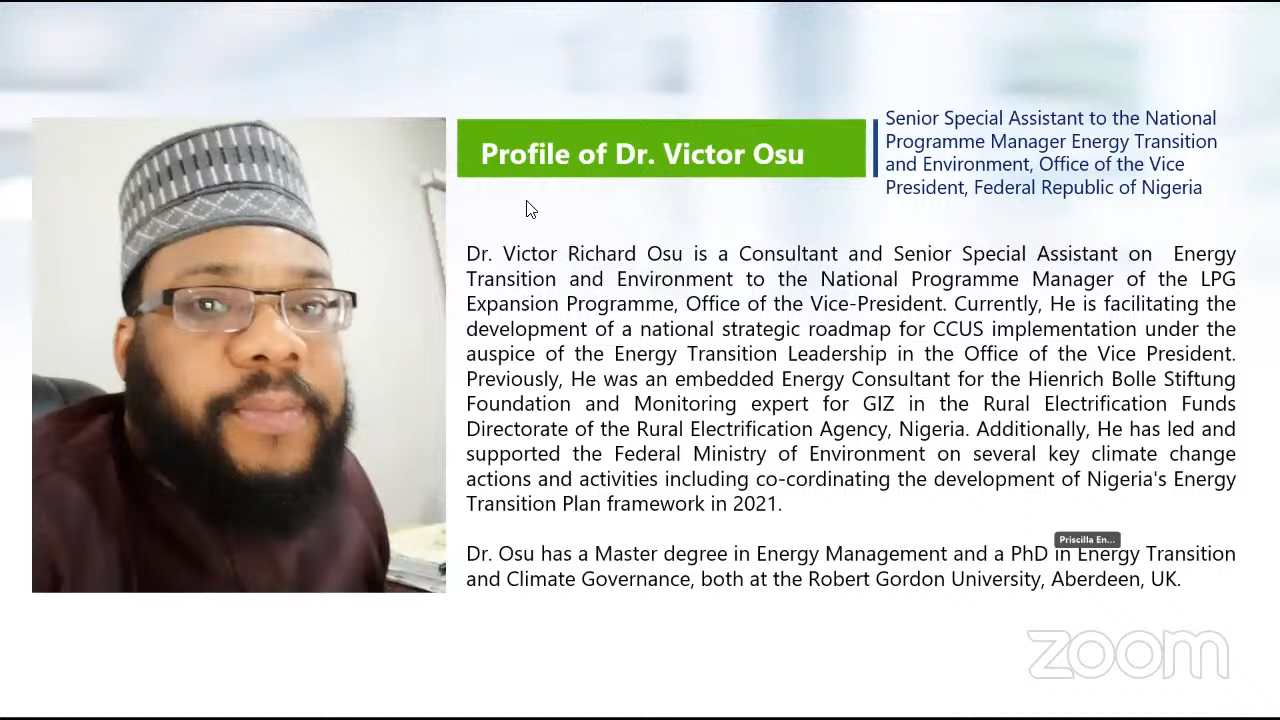 Profile of Dr. Victor Osu
Senior Special Assistant to the National
Programme Manager Energy Transition
and Environment, Office of the Vice
President, Federal Republic of Nigeria
Dr. Victor Richard Osu is a Consultant and Senior Special Assistant on Energy
Transition and Environment to the National Programme Manager of the LPG
Expansion Programme, Office of the Vice-President. Currently, He is facilitating the
development of a national strategic roadmap for CCUS implementation under the
auspice of the Energy Transition Leadership in the Office of the Vice President.
Previously, He was an embedded Energy Consultant for the Hienrich Bolle Stiftung
Foundation and Monitoring expert for GIZ in the Rural Electrification Funds
Directorate of the Rural Electrification Agency, Nigeria. Additionally, He has led and
supported the Federal Ministry of Environment on several key climate change
actions and activities including co-cordinating the development of Nigeria's Energy
Transition Plan framework in 2021.
Priscilla En...
Dr. Osu has a Master degree in Energy Management and a PhD in Energy Transition
and Climate Governance, both at the Robert Gordon University, Aberdeen, UK.
zoom